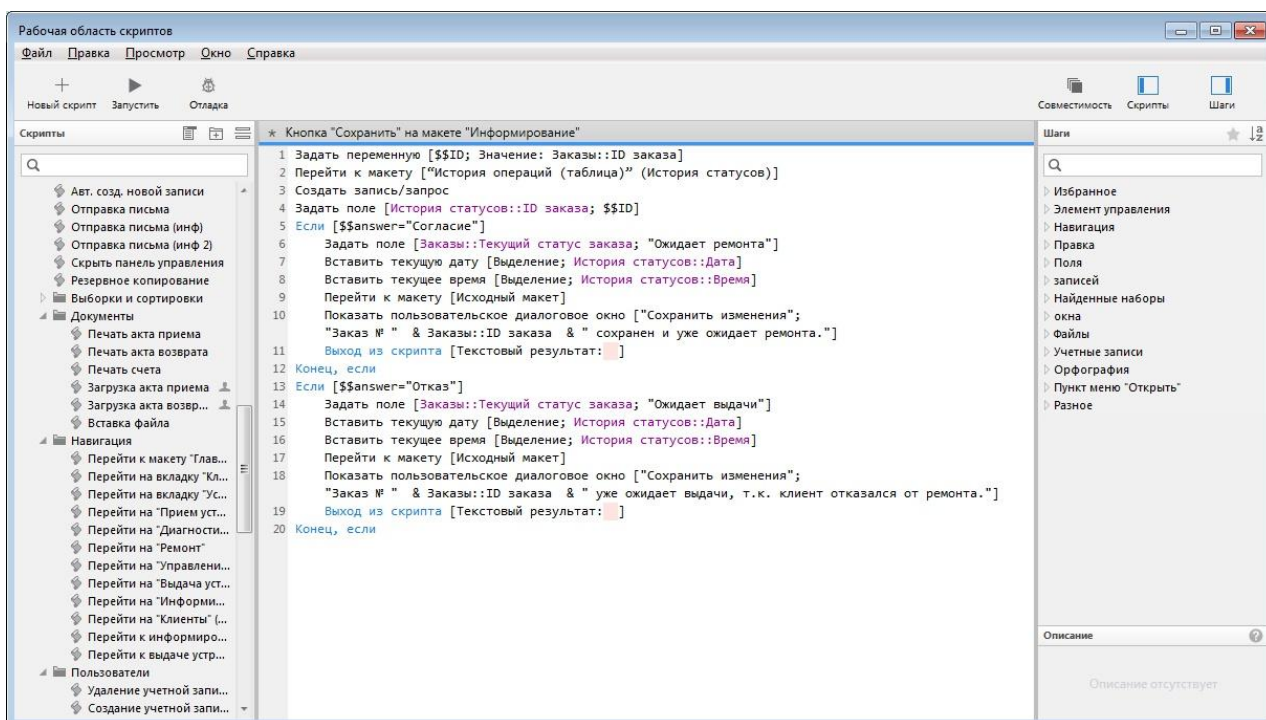 Рабочая область скриптов
Файл Правка Просмотр Окно Справка
Новый скрипт Запустить Отладка
Совместимость Скрипты Шаги
Скрипты
Авт. созд. новой записи
Отправка письма
Отправка письма (инф)
Отправка письма (инф 2)
Скрыть панель управления
Резервное копирование
Выборки и сортировки
Документы
Печать акта приема
Печать акта возврата
Печать счета
Загрузка акта приема
Загрузка акта возвр...
Вставка файла
Навигация
Перейти к макету "Глав...
Перейти на вкладку "Кл...
Перейти на вкладку "Ус...
Перейти на "Прием уст...
Перейти на "Диагности...
Перейти на "Ремонт"
Перейти на "Управлени...
Перейти на "Выдача уст...
Перейти на "Информи...
Перейти на "Клиенты" (...
Перейти к информиро...
Перейти к выдаче устр...
Пользователи
Удаление учетной запи...
Создание учетной запи...
* Кнопка "Сохранить" на макете "Информирование"
1 Задать переменную [$$ID; Значение: Заказы::ID заказа]
2 Перейти к макету [“История операций (таблица)” (История статусов)]
3 Создать запись/запрос
4 Задать поле [История статусов::ID заказа; $$ID]
5 Если [$$answer="Согласие"]
6 Задать поле [Заказы::Текущий статус заказа; "Ожидает ремонта"]
7 Вставить текущую дату [Выделение; История статусов::Дата]
8 Вставить текущее время [Выделение; История статусов::Время]
9 Перейти к макету [Исходный макет]
10 Показать пользовательское диалоговое окно ["Сохранить изменения";
"Заказ № " & Заказы::ID заказа & " сохранен и уже ожидает ремонта."]
11 Выход из скрипта [Текстовый результат: ]
12 Конец, если
13 Если [$$answer="Отказ"]
14 Задать поле [Заказы::Текущий статус заказа; "Ожидает выдачи"]
15 Вставить текущую дату [Выделение; История статусов::Дата]
16 Вставить текущее время [Выделение; История статусов::Время]
17 Перейти к макету [Исходный макет]
18 Показать пользовательское диалоговое окно ["Сохранить изменения";
"Заказ № " & Заказы::ID заказа & " уже ожидает выдачи, т.к. клиент отказался от ремонта."]
19 Выход из скрипта [Текстовый результат: ]
20 Конец, если
Шаги
Избранное
Элемент управления
Навигация
Правка
Поля
записей
Найденные наборы
окна
Файлы
Учетные записи
Орфография
Пункт меню "Открыть"
Разное
Описание
Описание отсутствует